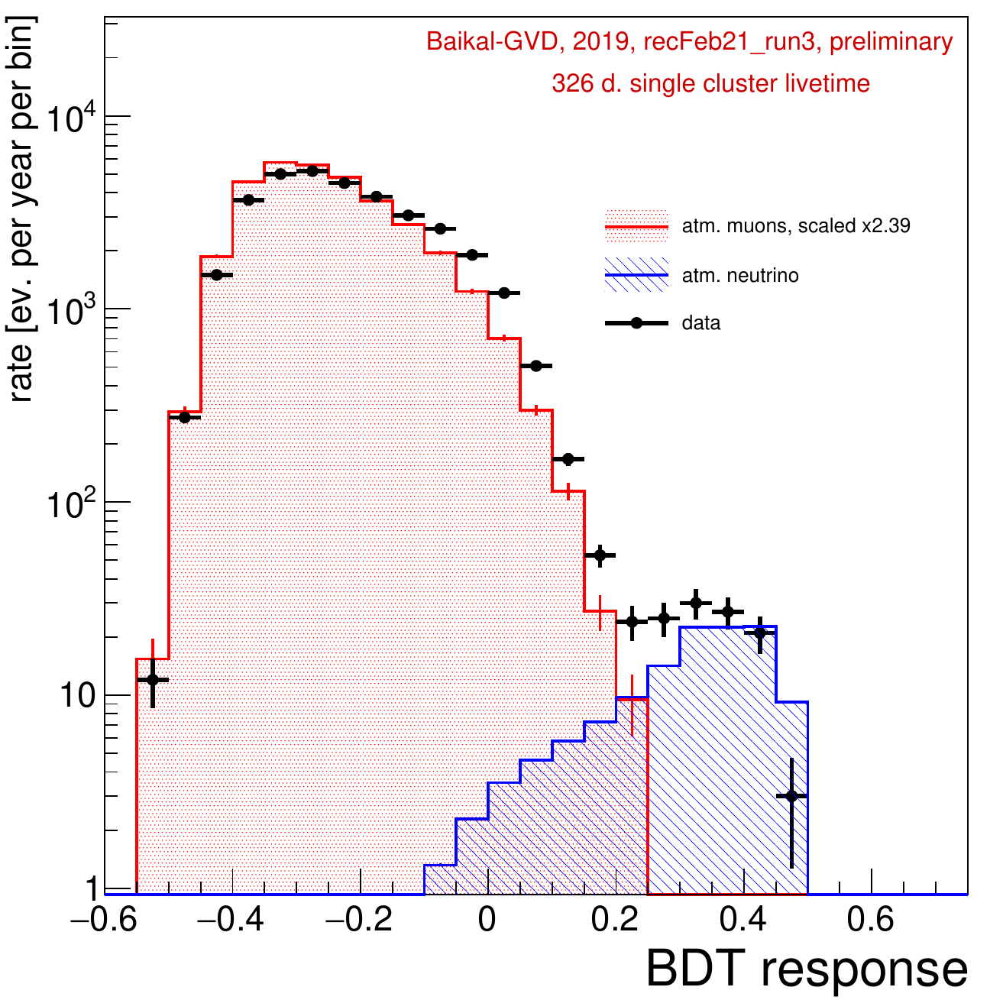 rate [ev. per year per bin]
Baikal-GVD, 2019, recFeb21_run3, preliminary
326 d. single cluster livetime
10⁴
10³
10²
10
1
atm. muons, scaled x2.39
atm. neutrino
data
−0.6 −0.4 −0.2 0 0.2 0.4 0.6
BDT response